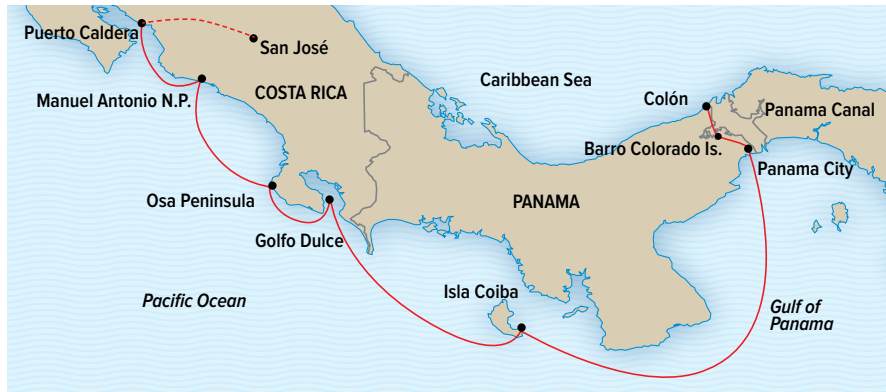 Puerto Caldera
San José
Manuel Antonio N.P.
COSTA RICA
Caribbean Sea
Colón
Panama Canal
Barro Colorado Is.
Panama City
Osa Peninsula
PANAMA
Golfo Dulce
Isla Coiba
Pacific Ocean
Gulf of
Panama